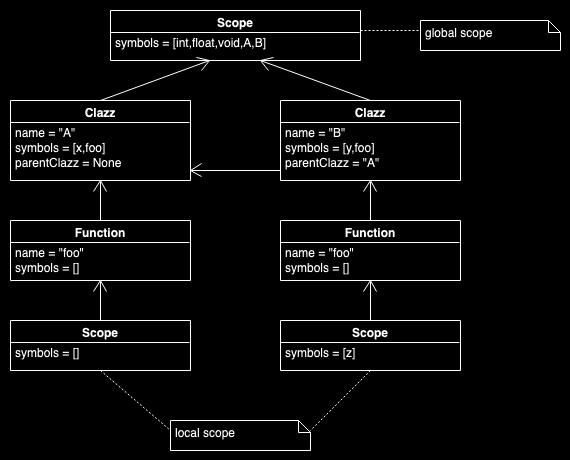 Scope
symbols = [int,float,void,A,B]
global scope
Clazz
name = "A"
symbols = [x,foo]
parentClazz = None
Clazz
name = "B"
symbols = [y,foo]
parentClazz = "A"
Function
name = "foo"
symbols = []
Function
name = "foo"
symbols = []
Scope
symbols = []
Scope
symbols = [z]
local scope